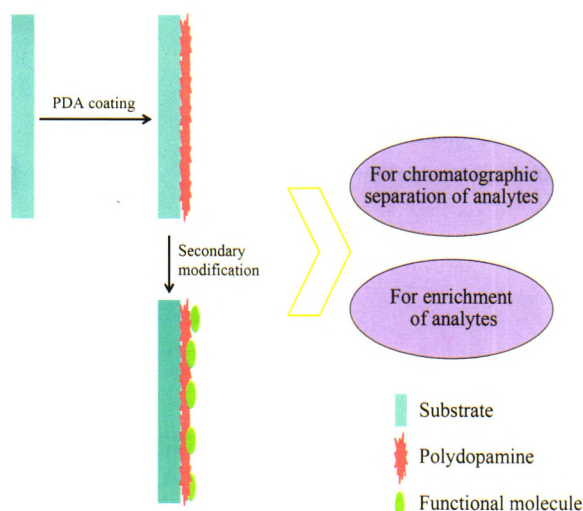 PDA coating
For chromatographic
separation of analytes
Secondary
modification
For enrichment
of analytes
Substrate
Polydopamine
Functional molecule